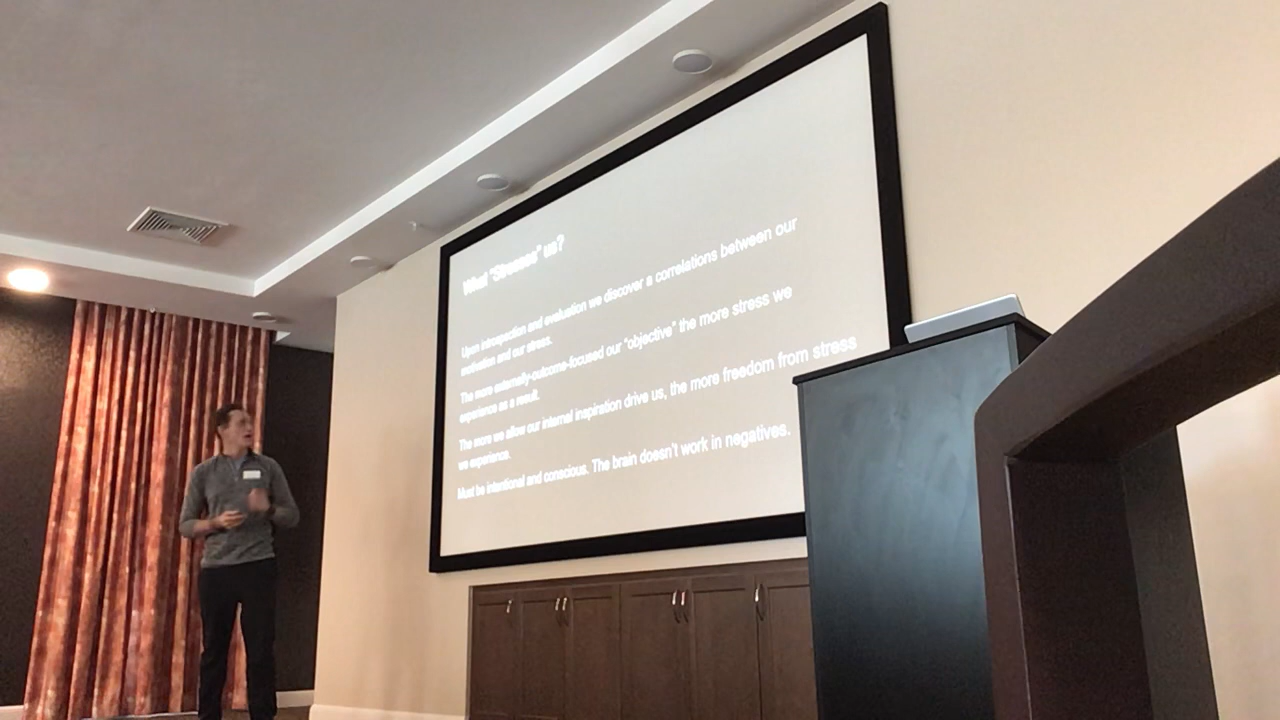 What "Stresses" us?
Upon introspection and evaluation we discover a correlations between our
evaluation and our stress.
The more externally-outcome-focused our "objective" the more stress we
experience as a result.
The more we allow our internal inspiration drive us, the more freedom from stress
we experience.
Must be intentional and conscious. The brain doesn't work in negatives.